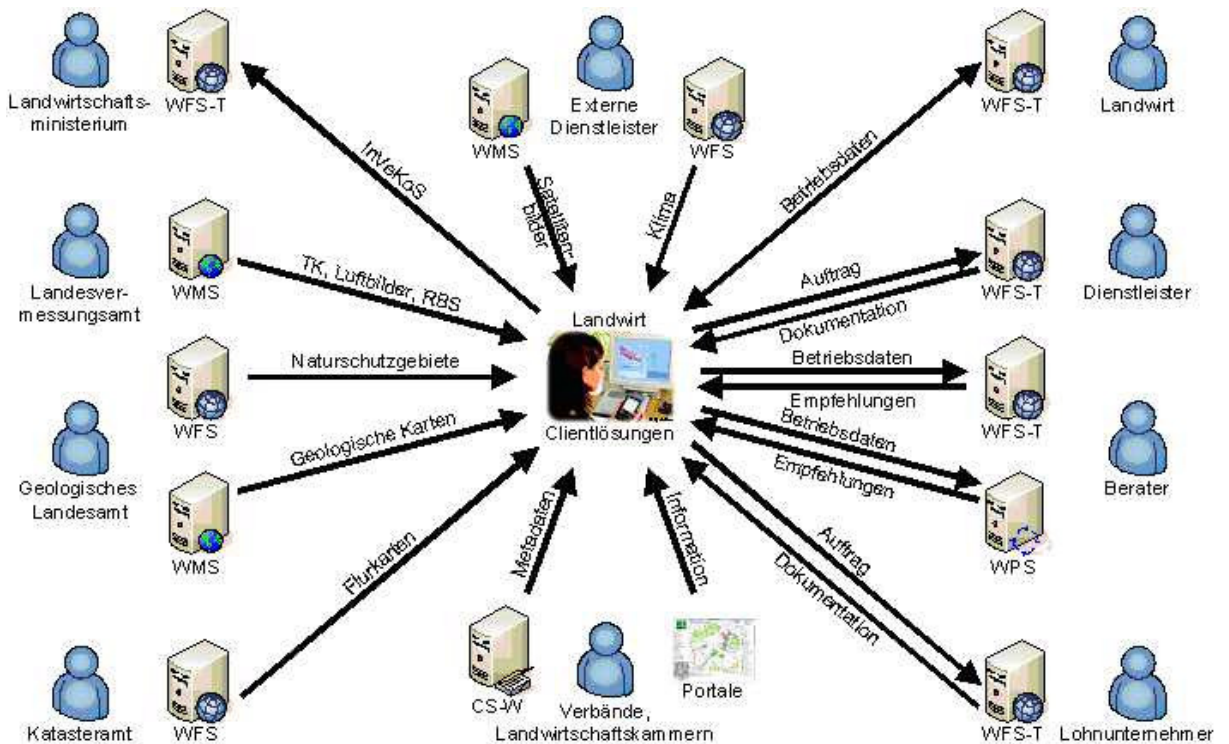 Landwirtschafts-
ministerium
WFS-T
InVeKoS
WMS
Externe
Dienstleister
WFS
Satelliten-
bilder
Klima
WFS-T
Landwirt
Betriebsdaten
Landesver-
messungsamt
WMS
TK, Luftbilder, RBS
Auftrag
Dokumentation
WFS-T
Dienstleister
Landwirt
Clientlösungen
Naturschutzgebiete
WFS
Geologische Karten
Geologisches
Landesamt
WMS
Betriebsdaten
Empfehlungen
WFS-T
Betriebsdaten
Empfehlungen
Berater
WPS
Flurkarten
Katasteramt
WFS
Metadaten
CS-W
Verbände,
Landwirtschaftskammern
Information
Portale
Auftrag
Dokumentation
WFS-T
Lohnunternehmer